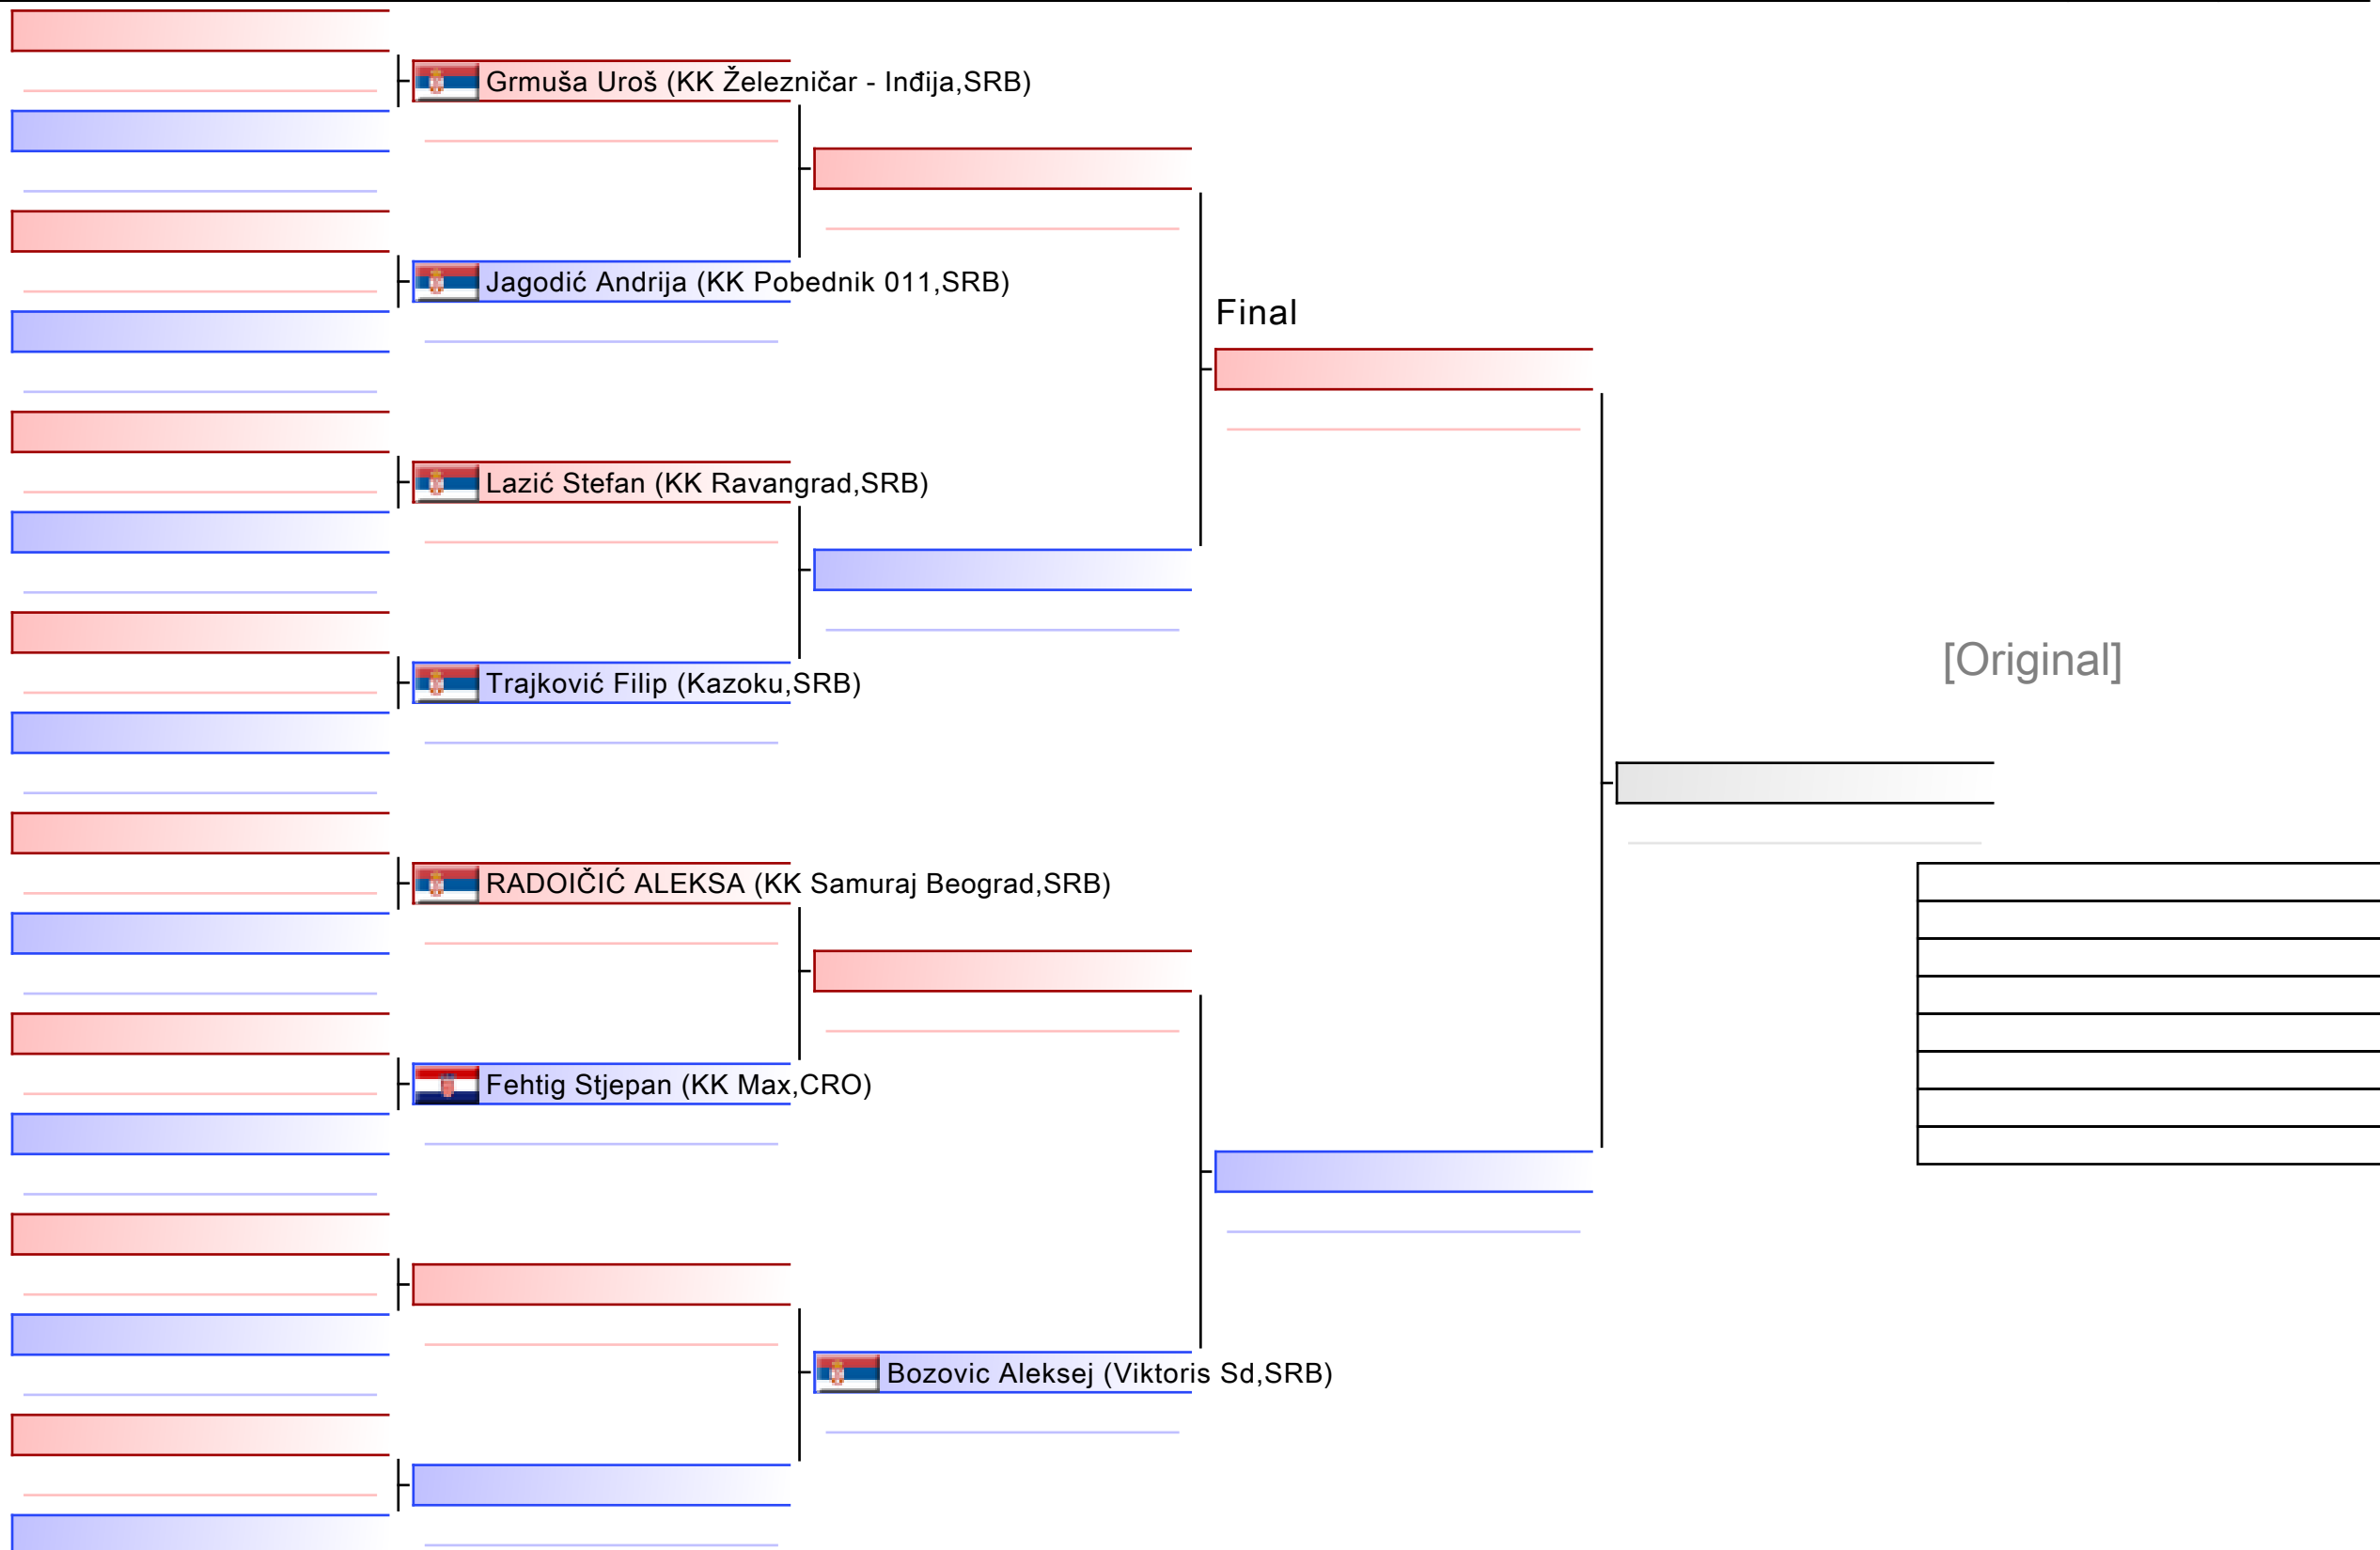 Grmuša Uroš (KK Železničar - Inđija,SRB)
Jagodić Andrija (KK Pobednik 011,SRB)
Final
Lazić Stefan (KK Ravangrad,SRB)
[Original]
Trajković Filip (Kazoku,SRB)
RADOIČIĆ ALEKSA (KK Samuraj Beograd,SRB)
Fehtig Stjepan (KK Max,CRO)
Bozovic Aleksej (Viktoris Sd,SRB)